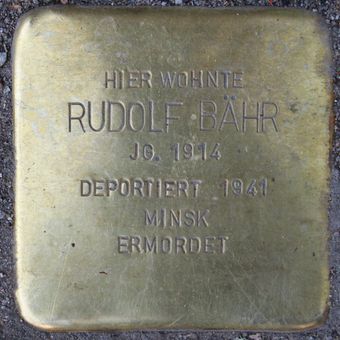 HIER WOHNTE
RUDOLF BÄHR
JG. 1914
DEPORTIERT 1941
MINSK
ERMORDET